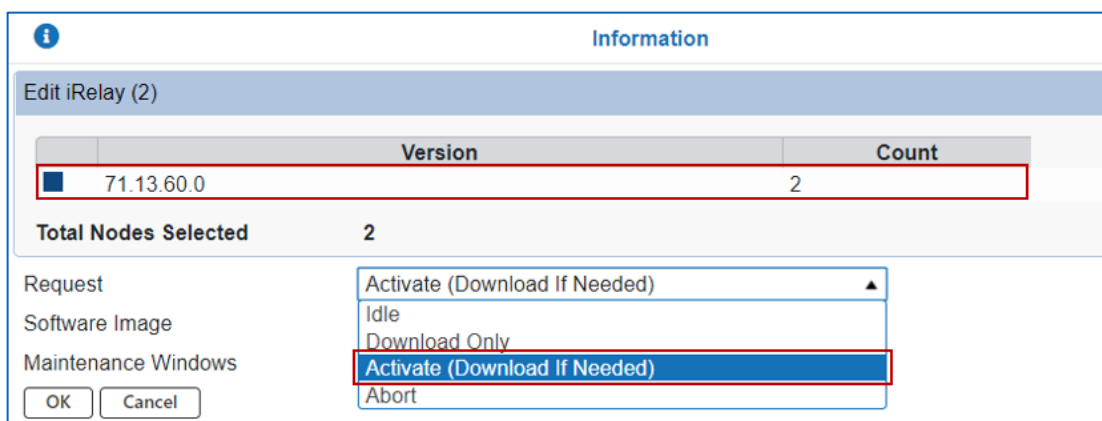 Information
Edit iRelay (2)
Version Count
71.13.60.0 2
Total Nodes Selected 2
Request Activate (Download If Needed)
Idle
Software Image
Download Only
Maintenance Windows Activate (Download If Needed)
OK Cancel Abort